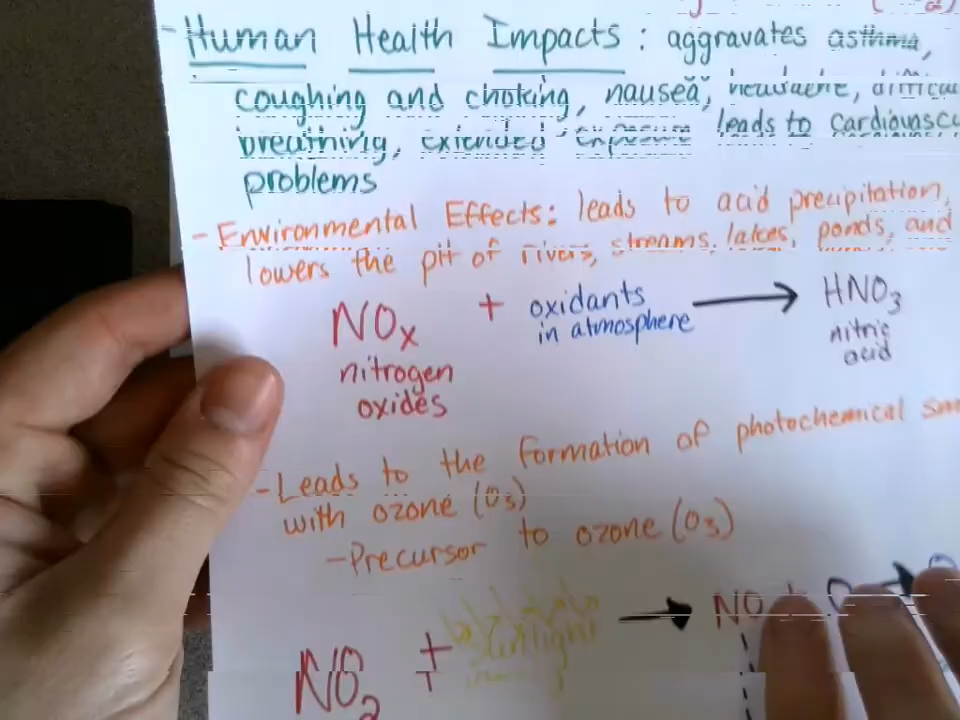 - Human Health Impacts: aggravates asthma,
coughing and choking, nausea, headache,
breathing, extended exposure leads to
problems
- Environmental Effects: leads to acid precipitation,
lowers the pH of rivers, streams, lakes, ponds, and
NOx + oxidants → HNO3
in atmosphere
nitric
acid
nitrogen
oxides
- Leads to the formation of photochemical
with ozone (O3)
- Precursor to ozone (O3)
NO2 + sunlight → NO + O →